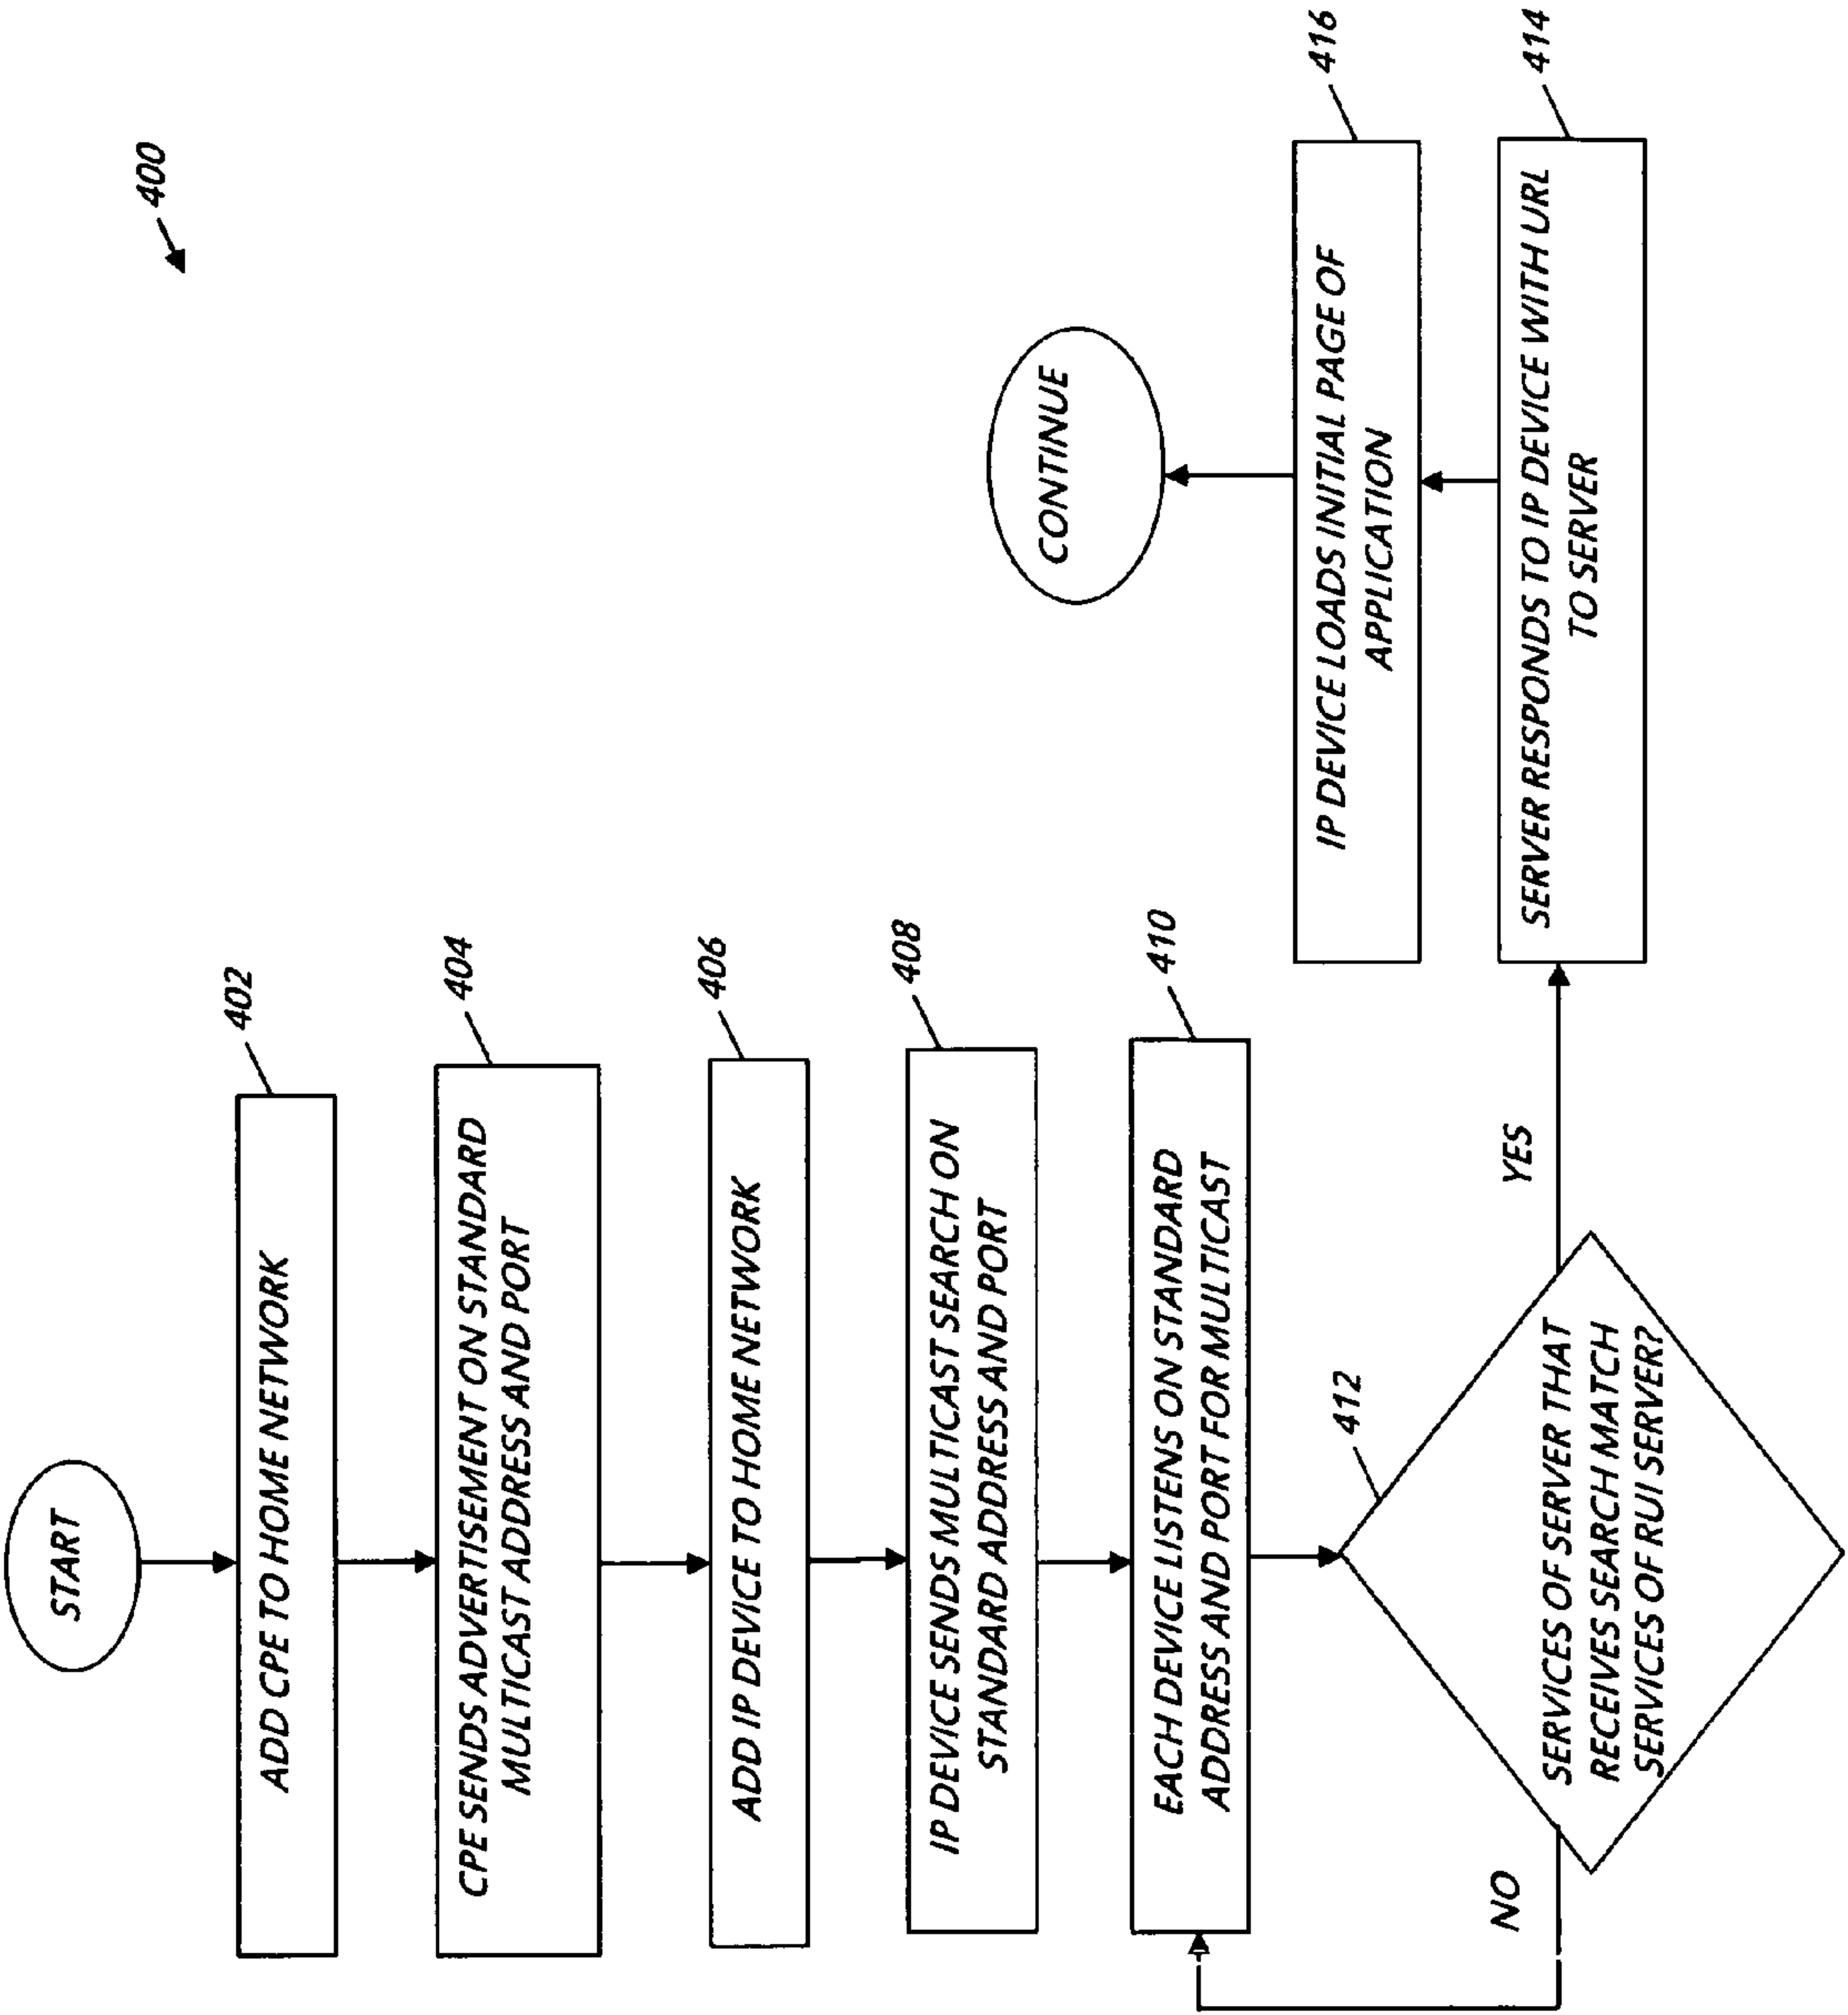 400
START
ADD CPE TO HOME NETWORK
402
CPE SENDS ADVERTISEMENT ON STANDARD
MULTICAST ADDRESS AND PORT
404
ADD IP DEVICE TO HOME NETWORK
406
IP DEVICE SENDS MULTICAST SEARCH ON
STANDARD ADDRESS AND PORT
408
EACH DEVICE LISTENS ON STANDARD
ADDRESS AND PORT FOR MULTICAST
410
412
SERVICES OF SERVER THAT
RECEIVES SEARCH MATCH
SERVICES OF RUI SERVER?
NO
YES
SERVER RESPONDS TO IP DEVICE WITH URL
TO SERVER
414
IP DEVICE LOADS INITIAL PAGE OF
APPLICATION
416
CONTINUE